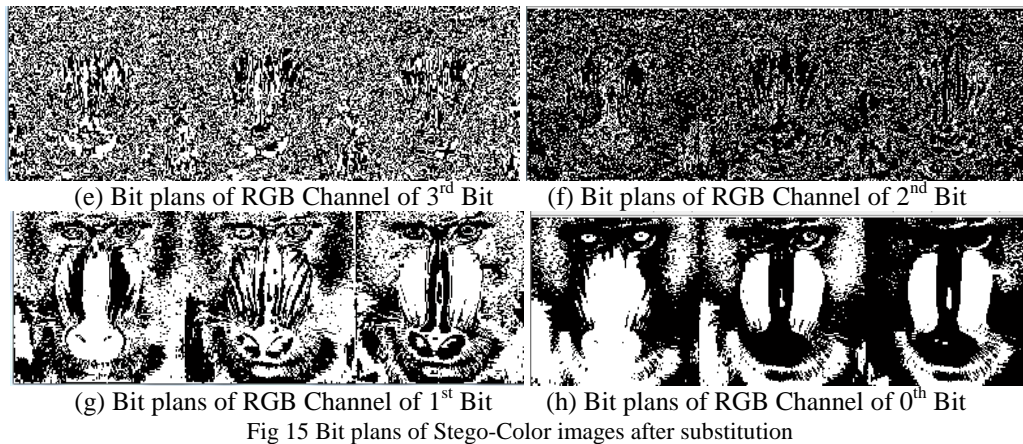 (e) Bit plans of RGB Channel of 3rd Bit (f) Bit plans of RGB Channel of 2nd Bit
(g) Bit plans of RGB Channel of 1st Bit (h) Bit plans of RGB Channel of 0th Bit
Fig 15 Bit plans of Stego-Color images after substitution